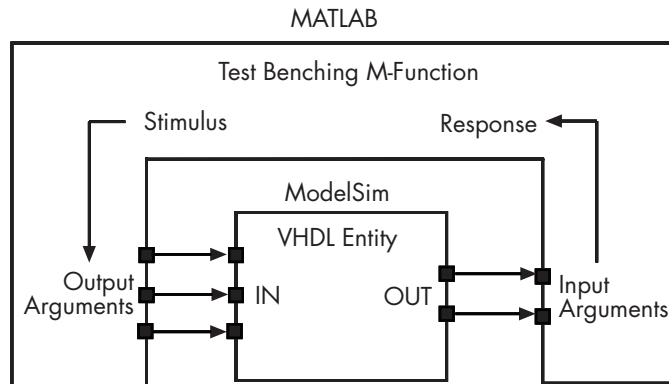 MATLAB
Test Benching M-Function
Stimulus
Response
ModelSim
VHDL Entity
Output
Arguments
IN
OUT
Input
Arguments